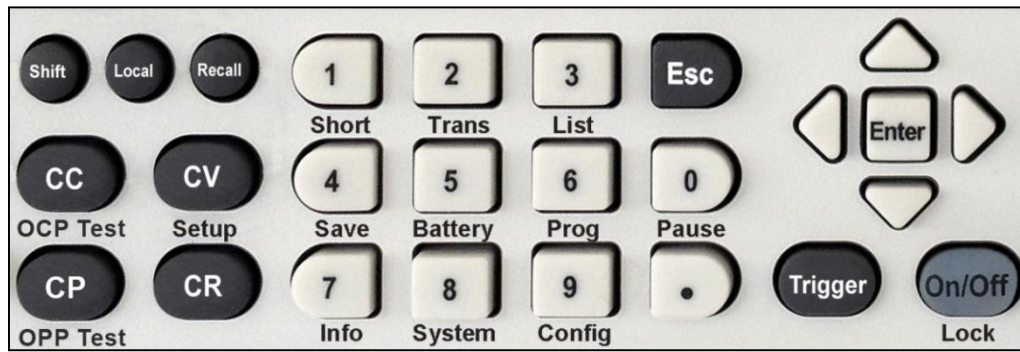 Shift Local Recall 1 2 3 Esc
Short Trans List
Enter
CC CV 4 5 6 0
OCP Test Setup Save Battery Prog Pause
CP CR 7 8 9 . Trigger On/Off
OPP Test Info System Config Lock